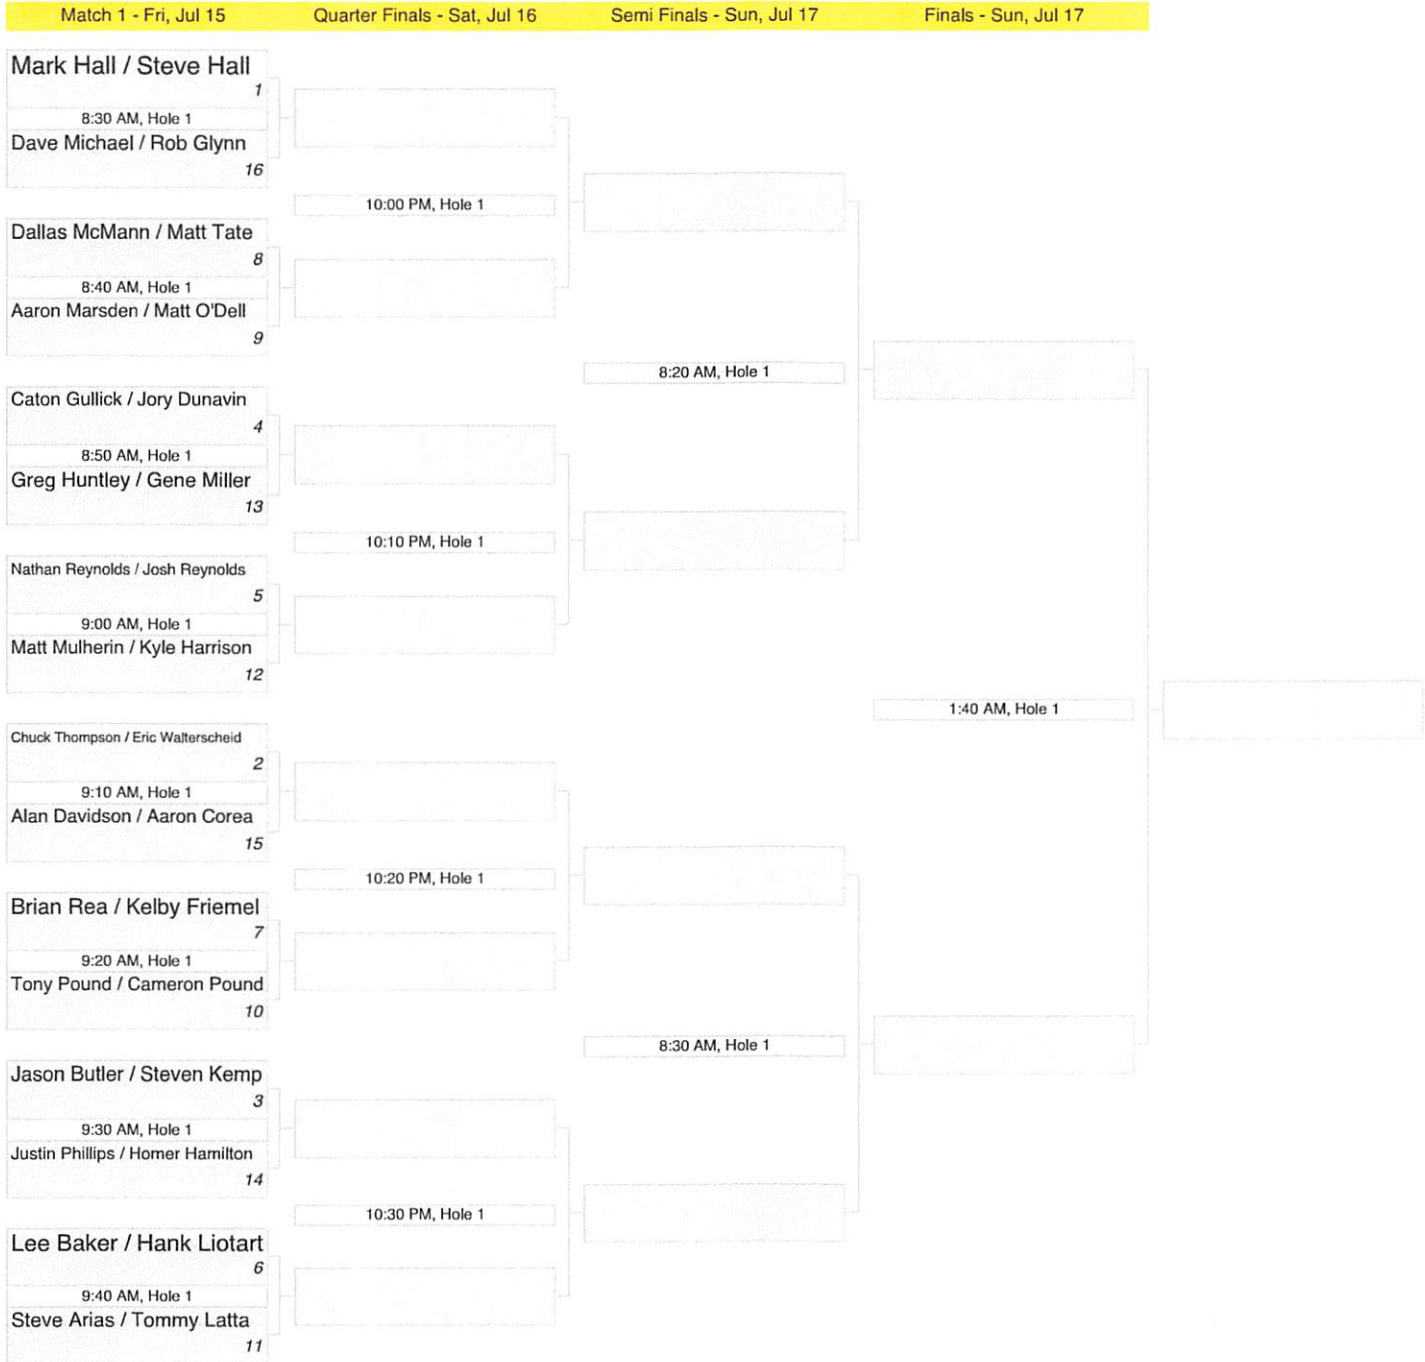 Match 1 - Fri, Jul 15
Quarter Finals - Sat, Jul 16
Semi Finals - Sun, Jul 17
Finals - Sun, Jul 17
Mark Hall / Steve Hall
1
8:30 AM, Hole 1
Dave Michael / Rob Glynn
16
10:00 PM, Hole 1
Dallas McMann / Matt Tate
8
8:40 AM, Hole 1
Aaron Marsden / Matt O'Dell
9
8:20 AM, Hole 1
Caton Gullick / Jory Dunavin
4
8:50 AM, Hole 1
Greg Huntley / Gene Miller
13
10:10 PM, Hole 1
Nathan Reynolds / Josh Reynolds
5
9:00 AM, Hole 1
Matt Mulherin / Kyle Harrison
12
1:40 AM, Hole 1
Chuck Thompson / Eric Walterscheid
2
9:10 AM, Hole 1
Alan Davidson / Aaron Corea
15
10:20 PM, Hole 1
Brian Rea / Kelby Friemel
7
9:20 AM, Hole 1
Tony Pound / Cameron Pound
10
8:30 AM, Hole 1
Jason Butler / Steven Kemp
3
9:30 AM, Hole 1
Justin Phillips / Homer Hamilton
14
10:30 PM, Hole 1
Lee Baker / Hank Liotart
6
9:40 AM, Hole 1
Steve Arias / Tommy Latta
11